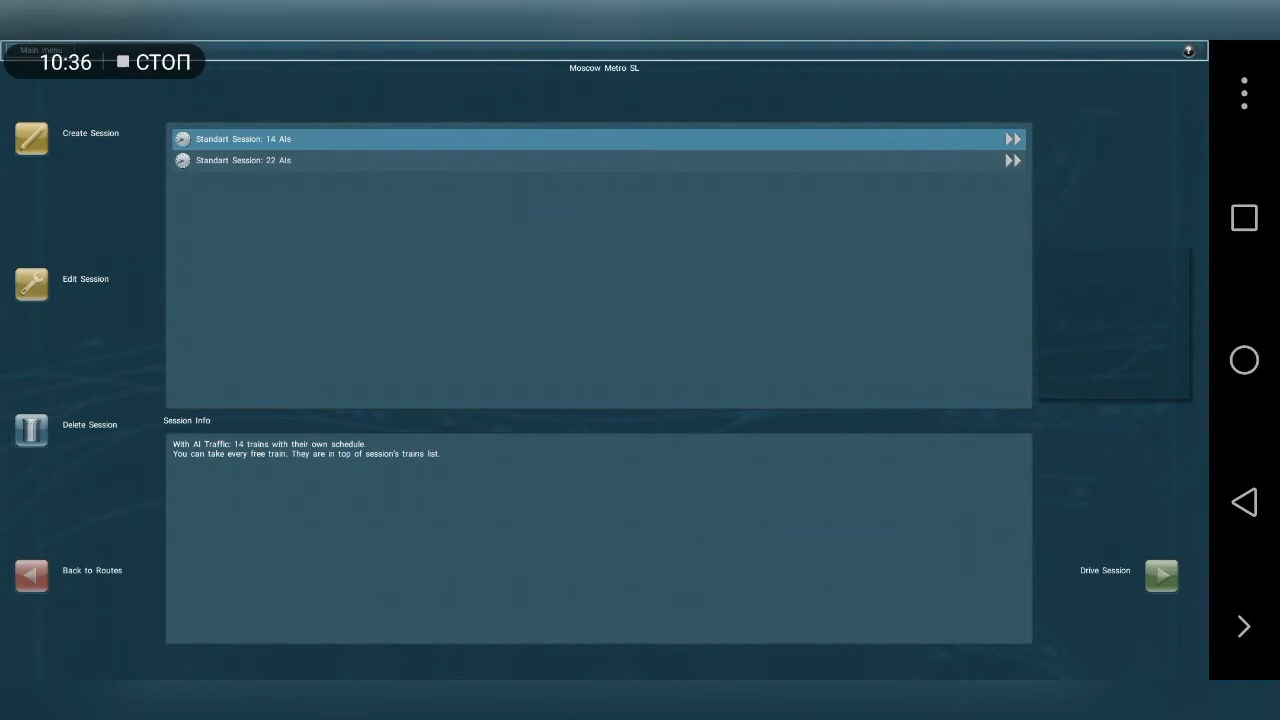 Main menu
10:36 СТОП
Moscow Metro SL
Create Session
Standart Session: 14 AIs
Standart Session: 22 AIs
Edit Session
Delete Session
Session Info
With AI Traffic: 14 trains with their own schedule.
You can take every free train. They are in top of session's trains list.
Back to Routes
Drive Session